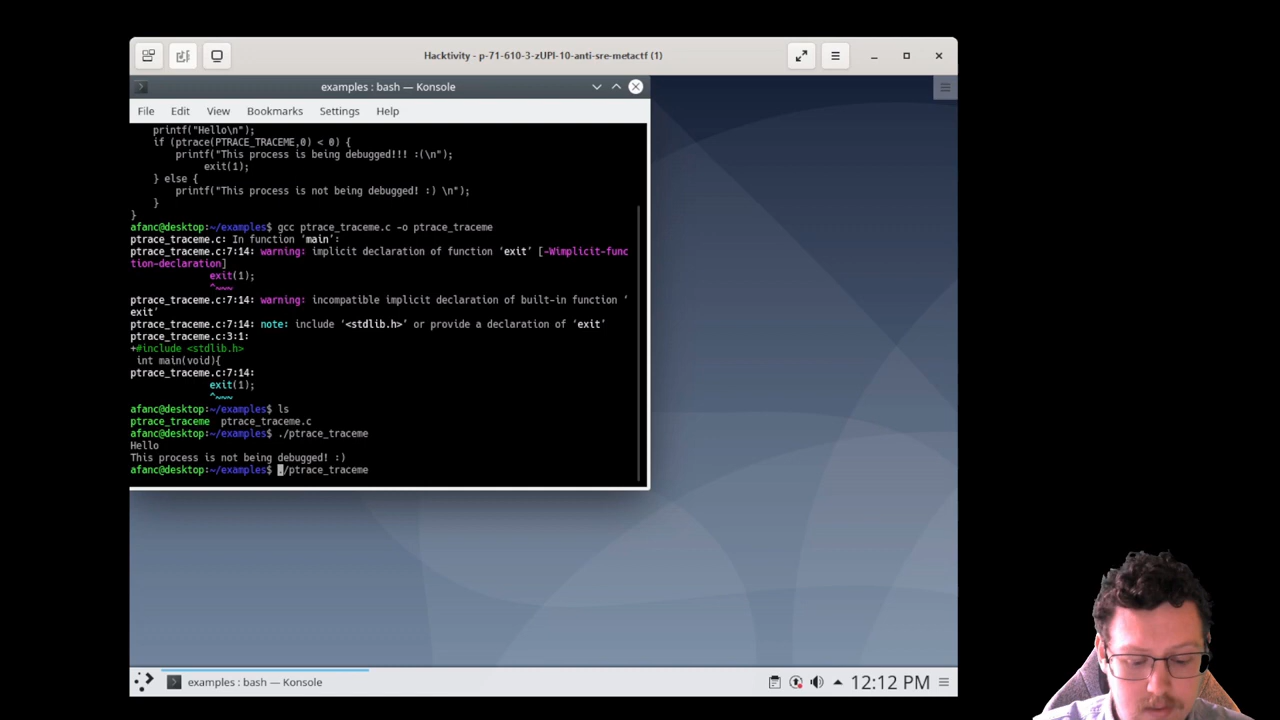 Hacktivity - p-71-610-3-zUPI-10-anti-sre-metactf (1)
examples : bash — Konsole
File Edit View Bookmarks Settings Help
printf("Hello\n");
if (ptrace(PTRACE_TRACEME,0) < 0) {
printf("This process is being debugged!!! :(\n");
exit(1);
} else {
printf("This process is not being debugged! :) \n");
}
}
afanc@desktop:~/examples$ gcc ptrace_traceme.c -o ptrace_traceme
ptrace_traceme.c: In function ‘main’:
ptrace_traceme.c:7:14: warning: implicit declaration of function ‘exit’ [-Wimplicit-func
tion-declaration]
exit(1);
^~~~
ptrace_traceme.c:7:14: warning: incompatible implicit declaration of built-in function ‘
exit’
ptrace_traceme.c:7:14: note: include ‘<stdlib.h>’ or provide a declaration of ‘exit’
ptrace_traceme.c:3:1:
+#include <stdlib.h>
int main(void){
ptrace_traceme.c:7:14:
exit(1);
^~~~
afanc@desktop:~/examples$ ls
ptrace_traceme ptrace_traceme.c
afanc@desktop:~/examples$ ./ptrace_traceme
Hello
This process is not being debugged! :)
afanc@desktop:~/examples$ ./ptrace_traceme
examples : bash — Konsole
12:12 PM